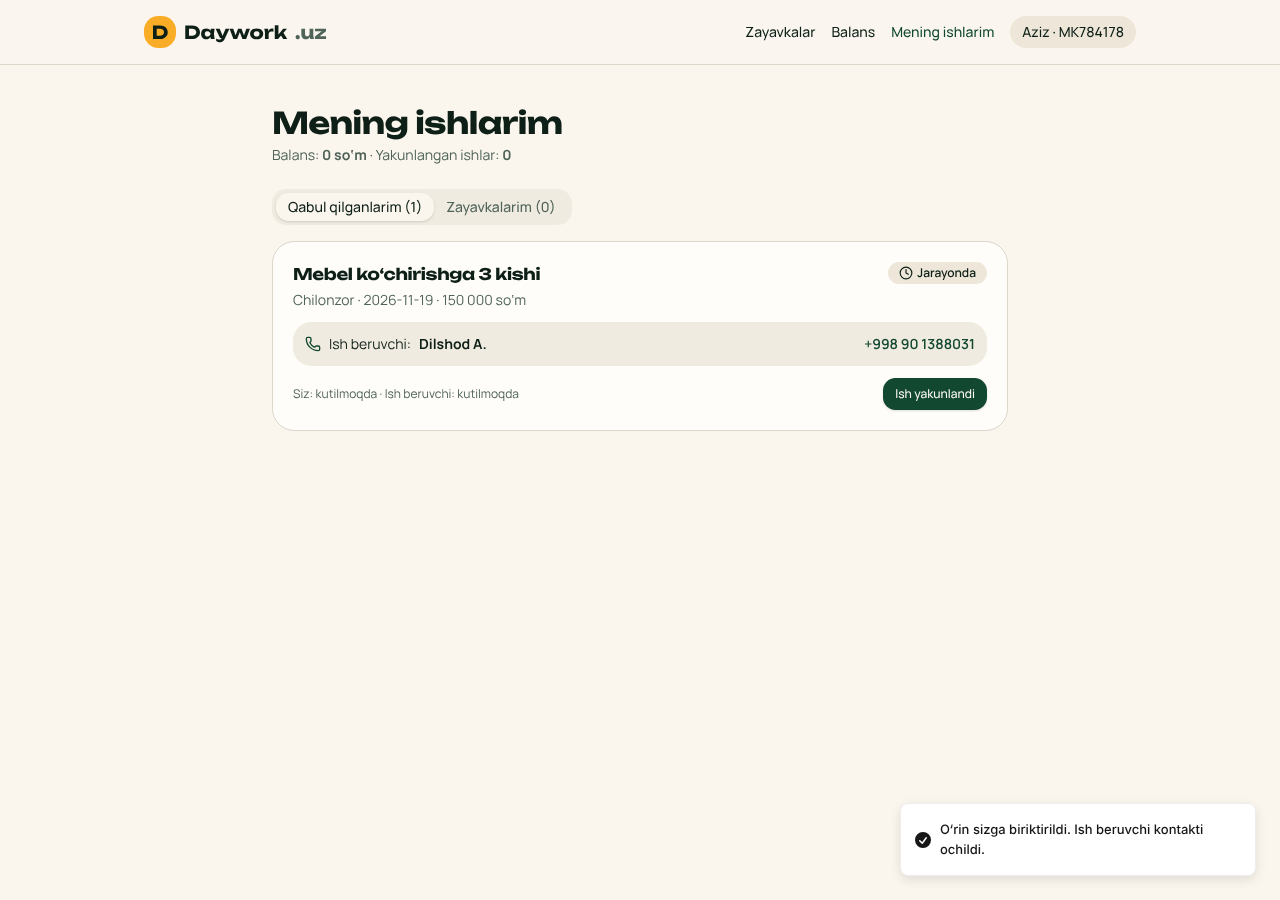 D Daywork .uz
Zayavkalar Balans Mening ishlarim Aziz · MK784178
Mening ishlarim
Balans: 0 so'm · Yakunlangan ishlar: 0
Qabul qilganlarim (1) Zayavkalarim (0)
Mebel ko‘chirishga 3 kishi
Jarayonda
Chilonzor · 2026-11-19 · 150 000 so'm
Ish beruvchi: Dilshod A. +998 90 1388031
Siz: kutilmoqda · Ish beruvchi: kutilmoqda
Ish yakunlandi
O‘rin sizga biriktirildi. Ish beruvchi kontakti
ochildi.